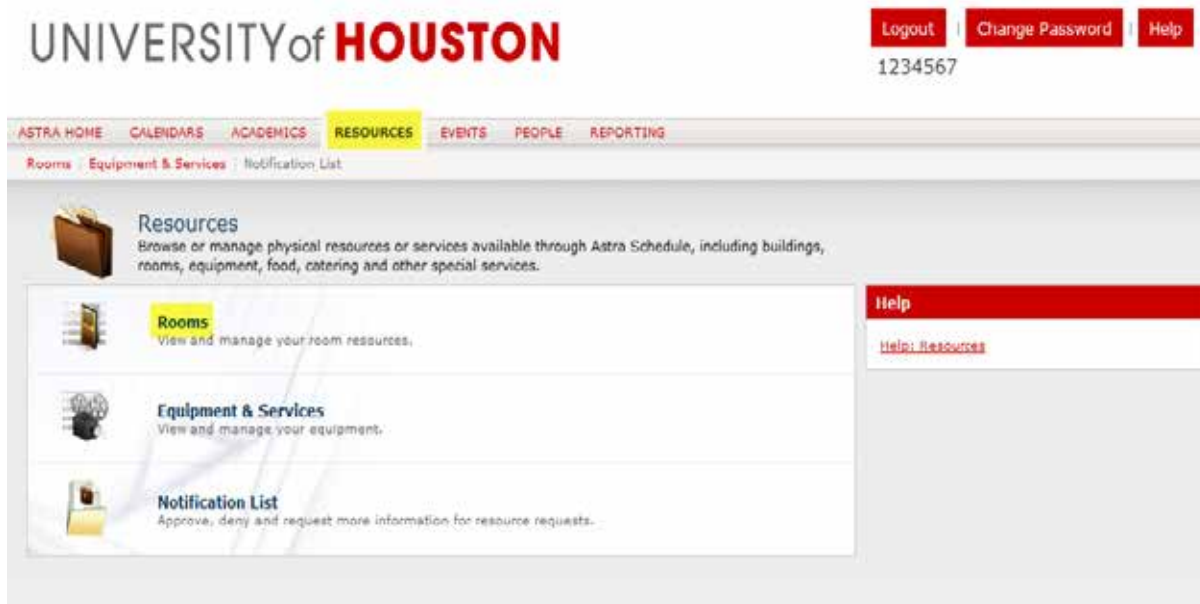 UNIVERSITYof HOUSTON
Logout | Change Password | Help
1234567
ASTRA HOME CALENDARS ACADEMICS RESOURCES EVENTS PEOPLE REPORTING
Rooms | Equipment & Services | Notification List
Resources
Browse or manage physical resources or services available through Astra Schedule, including buildings,
rooms, equipment, food, catering and other special services.
Rooms
View and manage your room resources.
Help
Help: Resources
Equipment & Services
View and manage your equipment.
Notification List
Approve, deny and request more information for resource requests.